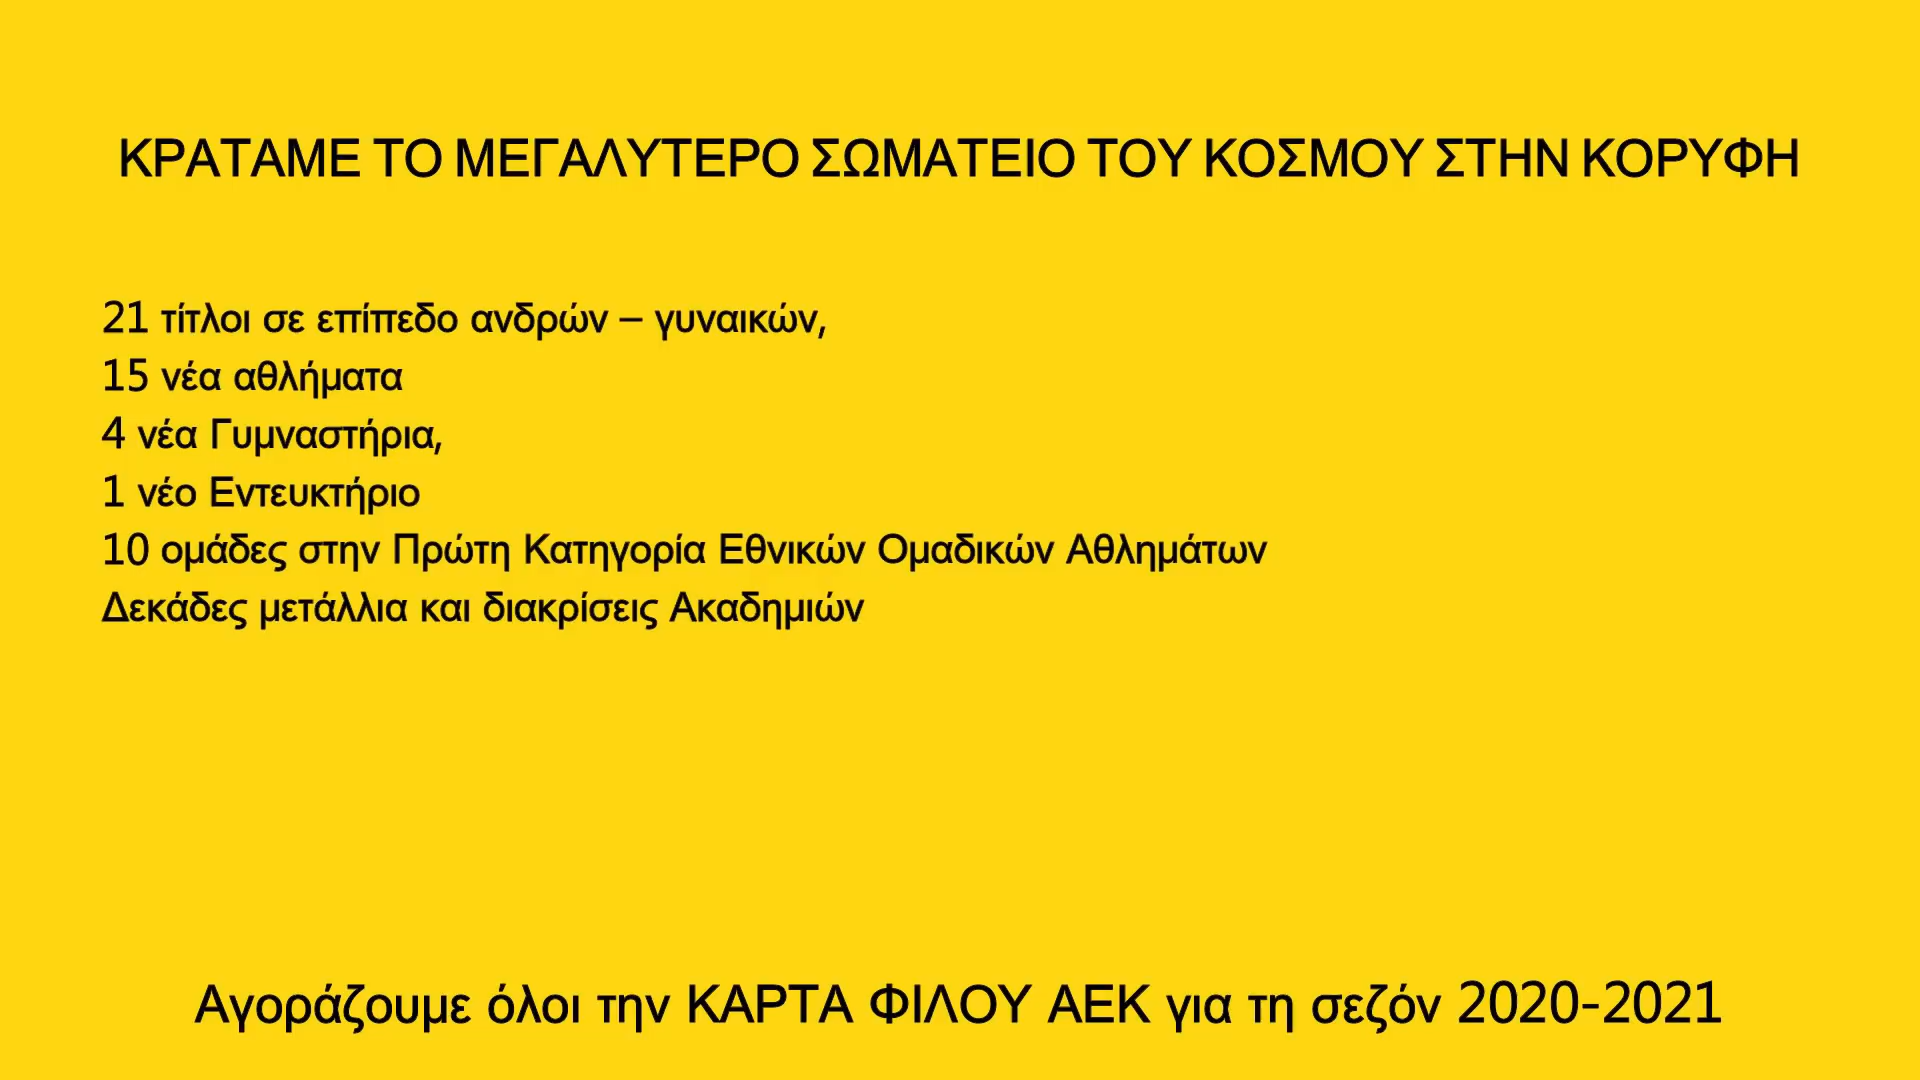 ΚΡΑΤΑΜΕ ΤΟ ΜΕΓΑΛΥΤΕΡΟ ΣΩΜΑΤΕΙΟ ΤΟΥ ΚΟΣΜΟΥ ΣΤΗΝ ΚΟΡΥΦΗ
21 τίτλοι σε επίπεδο ανδρών – γυναικών,
15 νέα αθλήματα
4 νέα Γυμναστήρια,
1 νέο Εντευκτήριο
10 ομάδες στην Πρώτη Κατηγορία Εθνικών Ομαδικών Αθλημάτων
Δεκάδες μετάλλια και διακρίσεις Ακαδημιών
Αγοράζουμε όλοι την ΚΑΡΤΑ ΦΙΛΟΥ ΑΕΚ για τη σεζόν 2020-2021